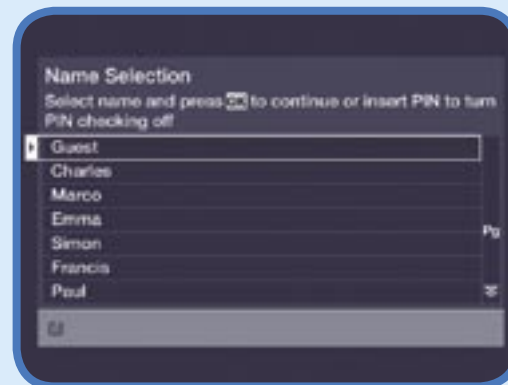 Name Selection
Select name and press OK to continue or insert PIN to turn
PIN checking off
Guest
Charles
Marco
Emma
Simon
Francis
Paul
Pg